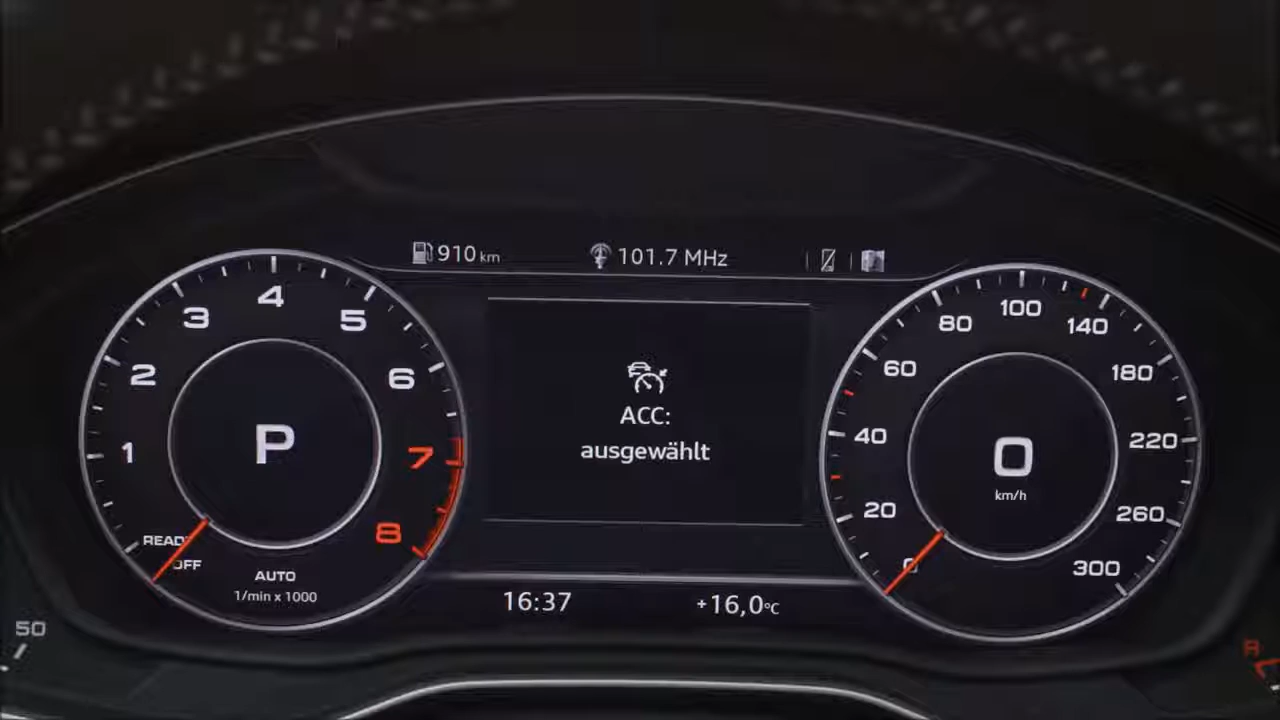 910 km
101.7 MHz
1
2
3
4
5
6
7
8
P
READY
OFF
AUTO
1/min x 1000
ACC:
ausgewählt
0
20
40
60
80
100
140
180
220
260
300
0
km/h
16:37
+16,0°C
50